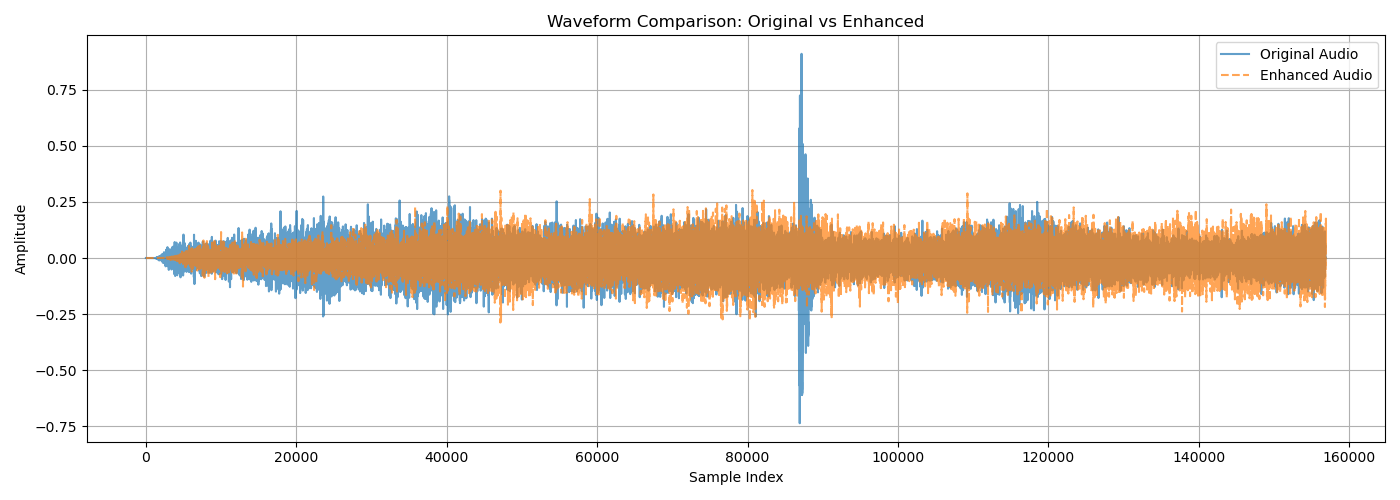 Waveform Comparison: Original vs Enhanced
Original Audio
Enhanced Audio
Amplitude
0.75
0.50
0.25
0.00
−0.25
−0.50
−0.75
0 20000 40000 60000 80000 100000 120000 140000 160000
Sample Index